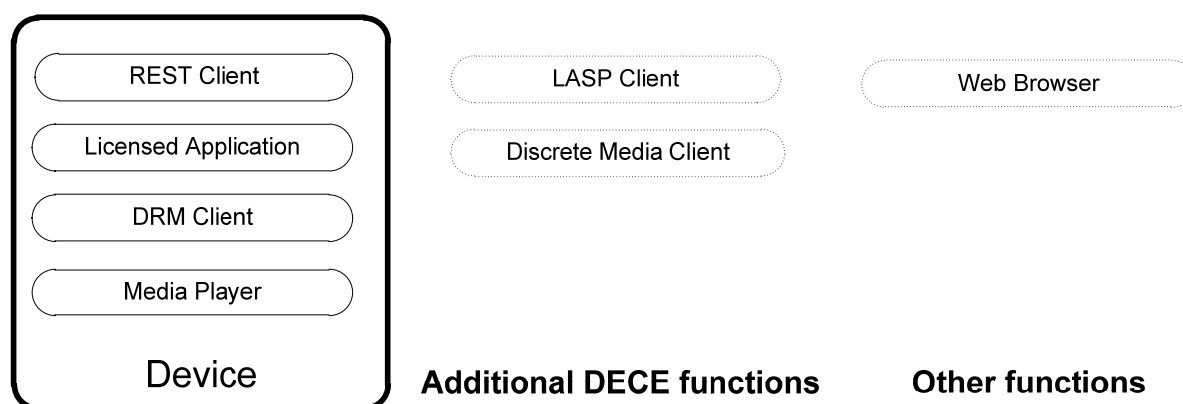 REST Client
Licensed Application
DRM Client
Media Player
Device
LASP Client
Discrete Media Client
Additional DECE functions
Web Browser
Other functions